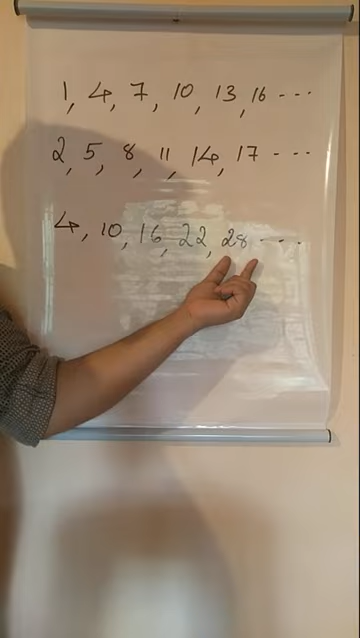 1, 4, 7, 10, 13, 16 ---
2, 5, 8, 11, 14, 17 ---
4, 10, 16, 22, 28 ---